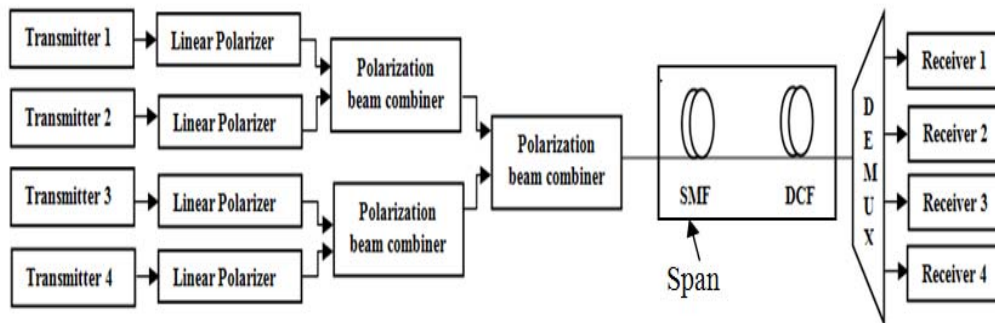 Transmitter 1
Linear Polarizer
Polarization
beam combiner
Transmitter 2
Linear Polarizer
Polarization
beam combiner
Transmitter 3
Linear Polarizer
Polarization
beam combiner
Transmitter 4
Linear Polarizer
SMF
DCF
Span
D
E
M
U
X
Receiver 1
Receiver 2
Receiver 3
Receiver 4